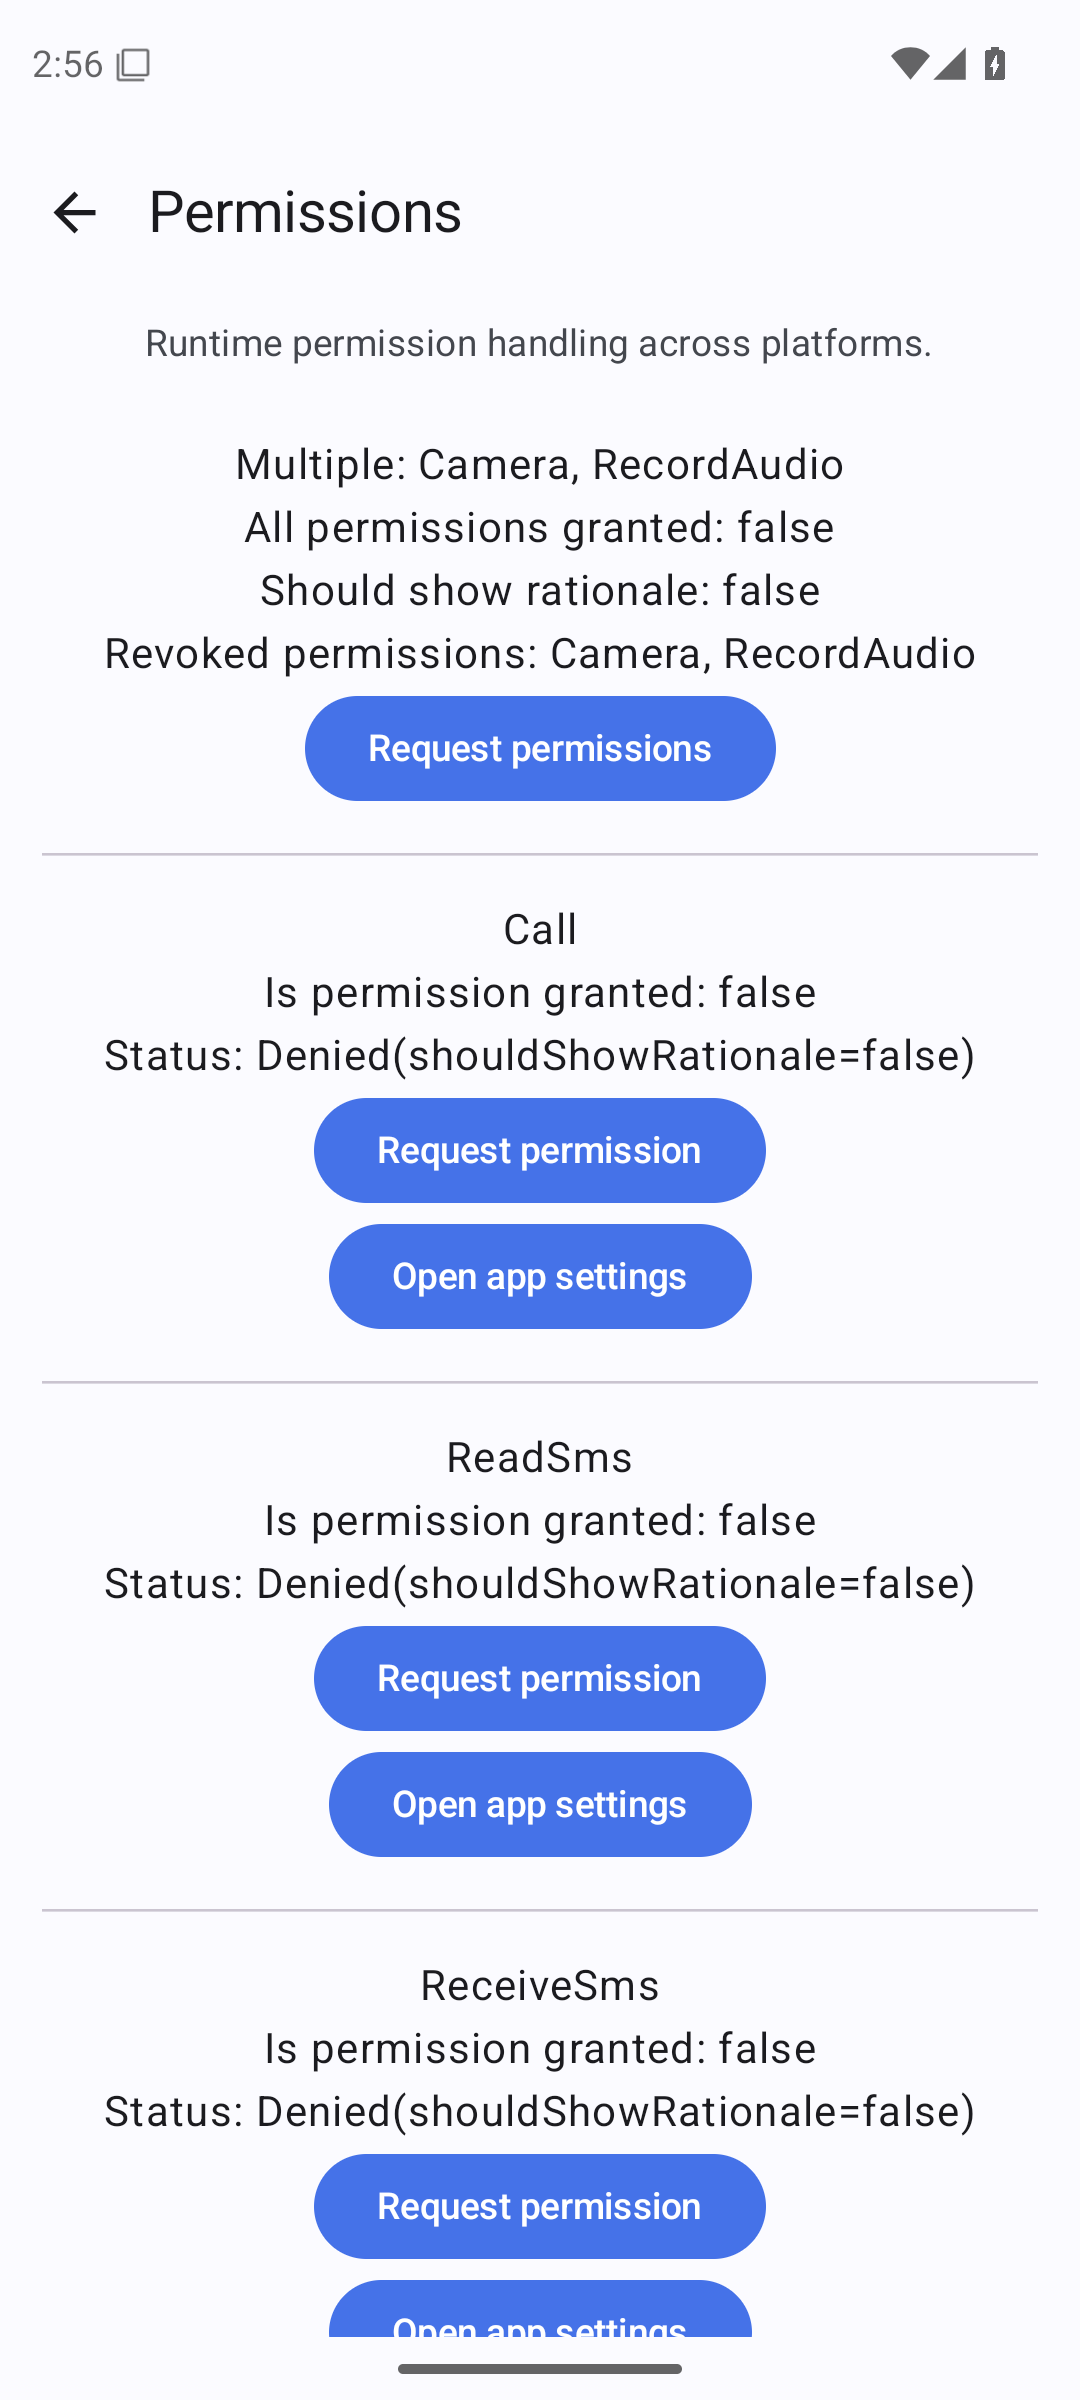 2:56
Permissions
Runtime permission handling across platforms.
Multiple: Camera, RecordAudio
All permissions granted: false
Should show rationale: false
Revoked permissions: Camera, RecordAudio
Request permissions
Call
Is permission granted: false
Status: Denied(shouldShowRationale=false)
Request permission
Open app settings
ReadSms
Is permission granted: false
Status: Denied(shouldShowRationale=false)
Request permission
Open app settings
ReceiveSms
Is permission granted: false
Status: Denied(shouldShowRationale=false)
Request permission
Open app settings